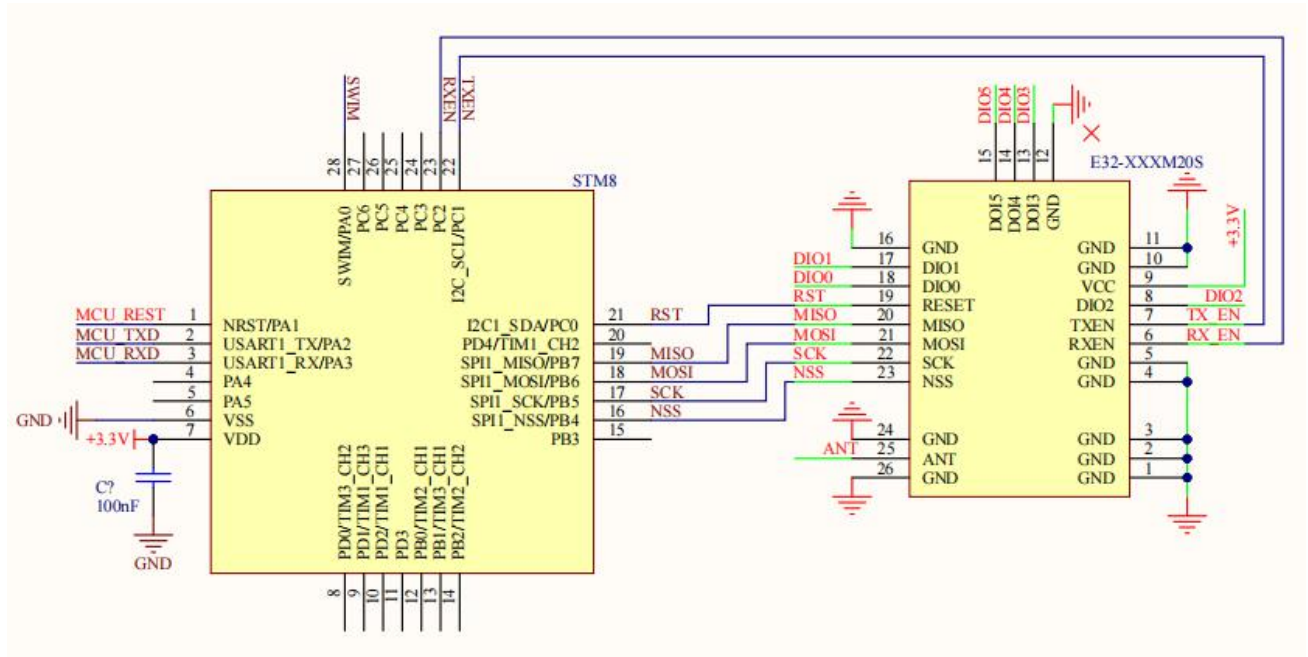 SWIM
RXEN
TXEN
28
27
26
25
24
23
22
STM8
SWIM/PA0
PC6
PC5
PC4
PC3
PC2
I2C_SCL/PC1
MCU_REST 1 NRST/PA1
MCU_TXD 2 USART1_TX/PA2
MCU_RXD 3 USART1_RX/PA3
4 PA4
5 PA5
GND 6 VSS
+3.3V 7 VDD
C?
100nF
GND
I2C1_SDA/PC0 21 RST
PD4/TIM1_CH2 20
SPI1_MISO/PB7 19 MISO
SPI1_MOSI/PB6 18 MOSI
SPI1_SCK/PB5 17 SCK
SPI1_NSS/PB4 16 NSS
PB3 15
PD0/TIM3_CH2
PD1/TIM1_CH3
PD2/TIM1_CH1
PD3
PB0/TIM2_CH1
PB1/TIM3_CH1
PB2/TIM2_CH2
8
9
10
11
12
13
14
DIO5
DIO4
DIO3
15
14
13
12
E32-XXXM20S
DOI5
DOI4
DOI3
GND
16 GND
DIO1 17 DIO1
DIO0 18 DIO0
RST 19 RESET
MISO 20 MISO
MOSI 21 MOSI
SCK 22 SCK
NSS 23 NSS
24 GND
ANT 25 ANT
26 GND
+3.3V
GND 11
GND 10
VCC 9
DIO2 8 DIO2
TXEN 7 TX_EN
RXEN 6 RX_EN
GND 5
GND 4
GND 3
GND 2
GND 1